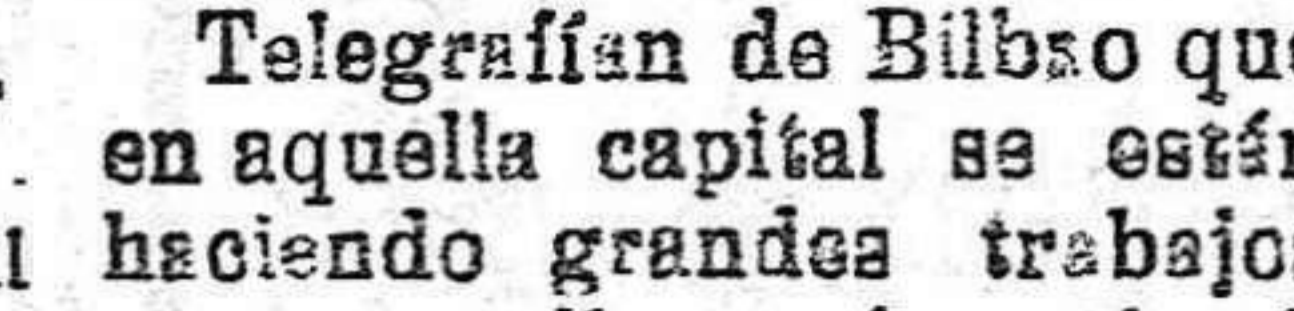 Telegrafían de Bilbao que
en aquella capital se están
haciendo grandes trabajos